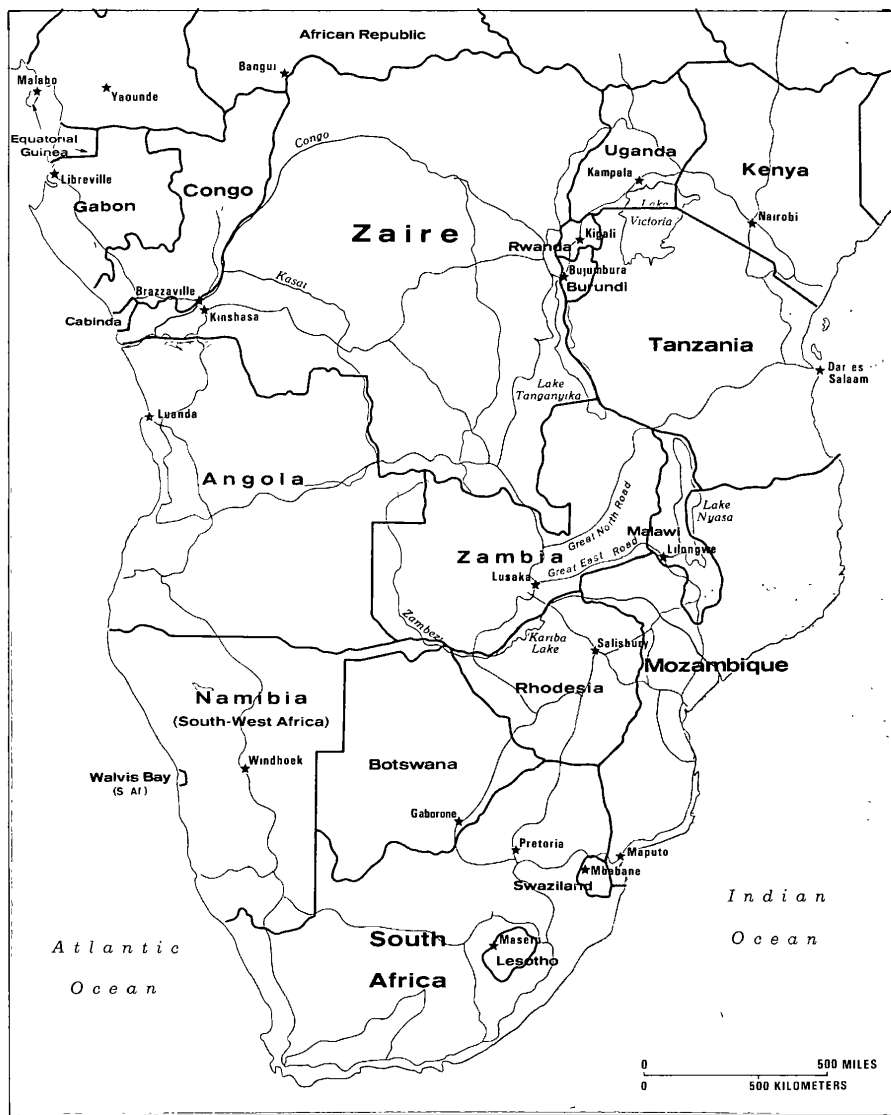 African Republic
Bangui
Malabo
Yaounde
Equatorial
Guinea
Libreville
Gabon
Congo
Congo
Zaire
Uganda
Kampala
Kenya
Lake
Victoria
Nairobi
Rwanda
Kigali
Bujumbura
Burundi
Kasai
Brazzaville
Kinshasa
Cabinda
Tanzania
Dar es
Salaam
Lake
Tanganyika
Luanda
Angola
Great North Road
Lake
Nyasa
Malawi
Lilongwe
Zambia
Great East Road
Lusaka
Zambezi
Kariba
Lake
Salisbury
Mozambique
Rhodesia
Namibia
(South-West Africa)
Windhoek
Walvis Bay
(S Af)
Botswana
Gaborone
Pretoria
Maputo
Mbabane
Swaziland
Indian
Ocean
Atlantic
Ocean
South
Africa
Maseru
Lesotho
0 500 MILES
0 500 KILOMETERS